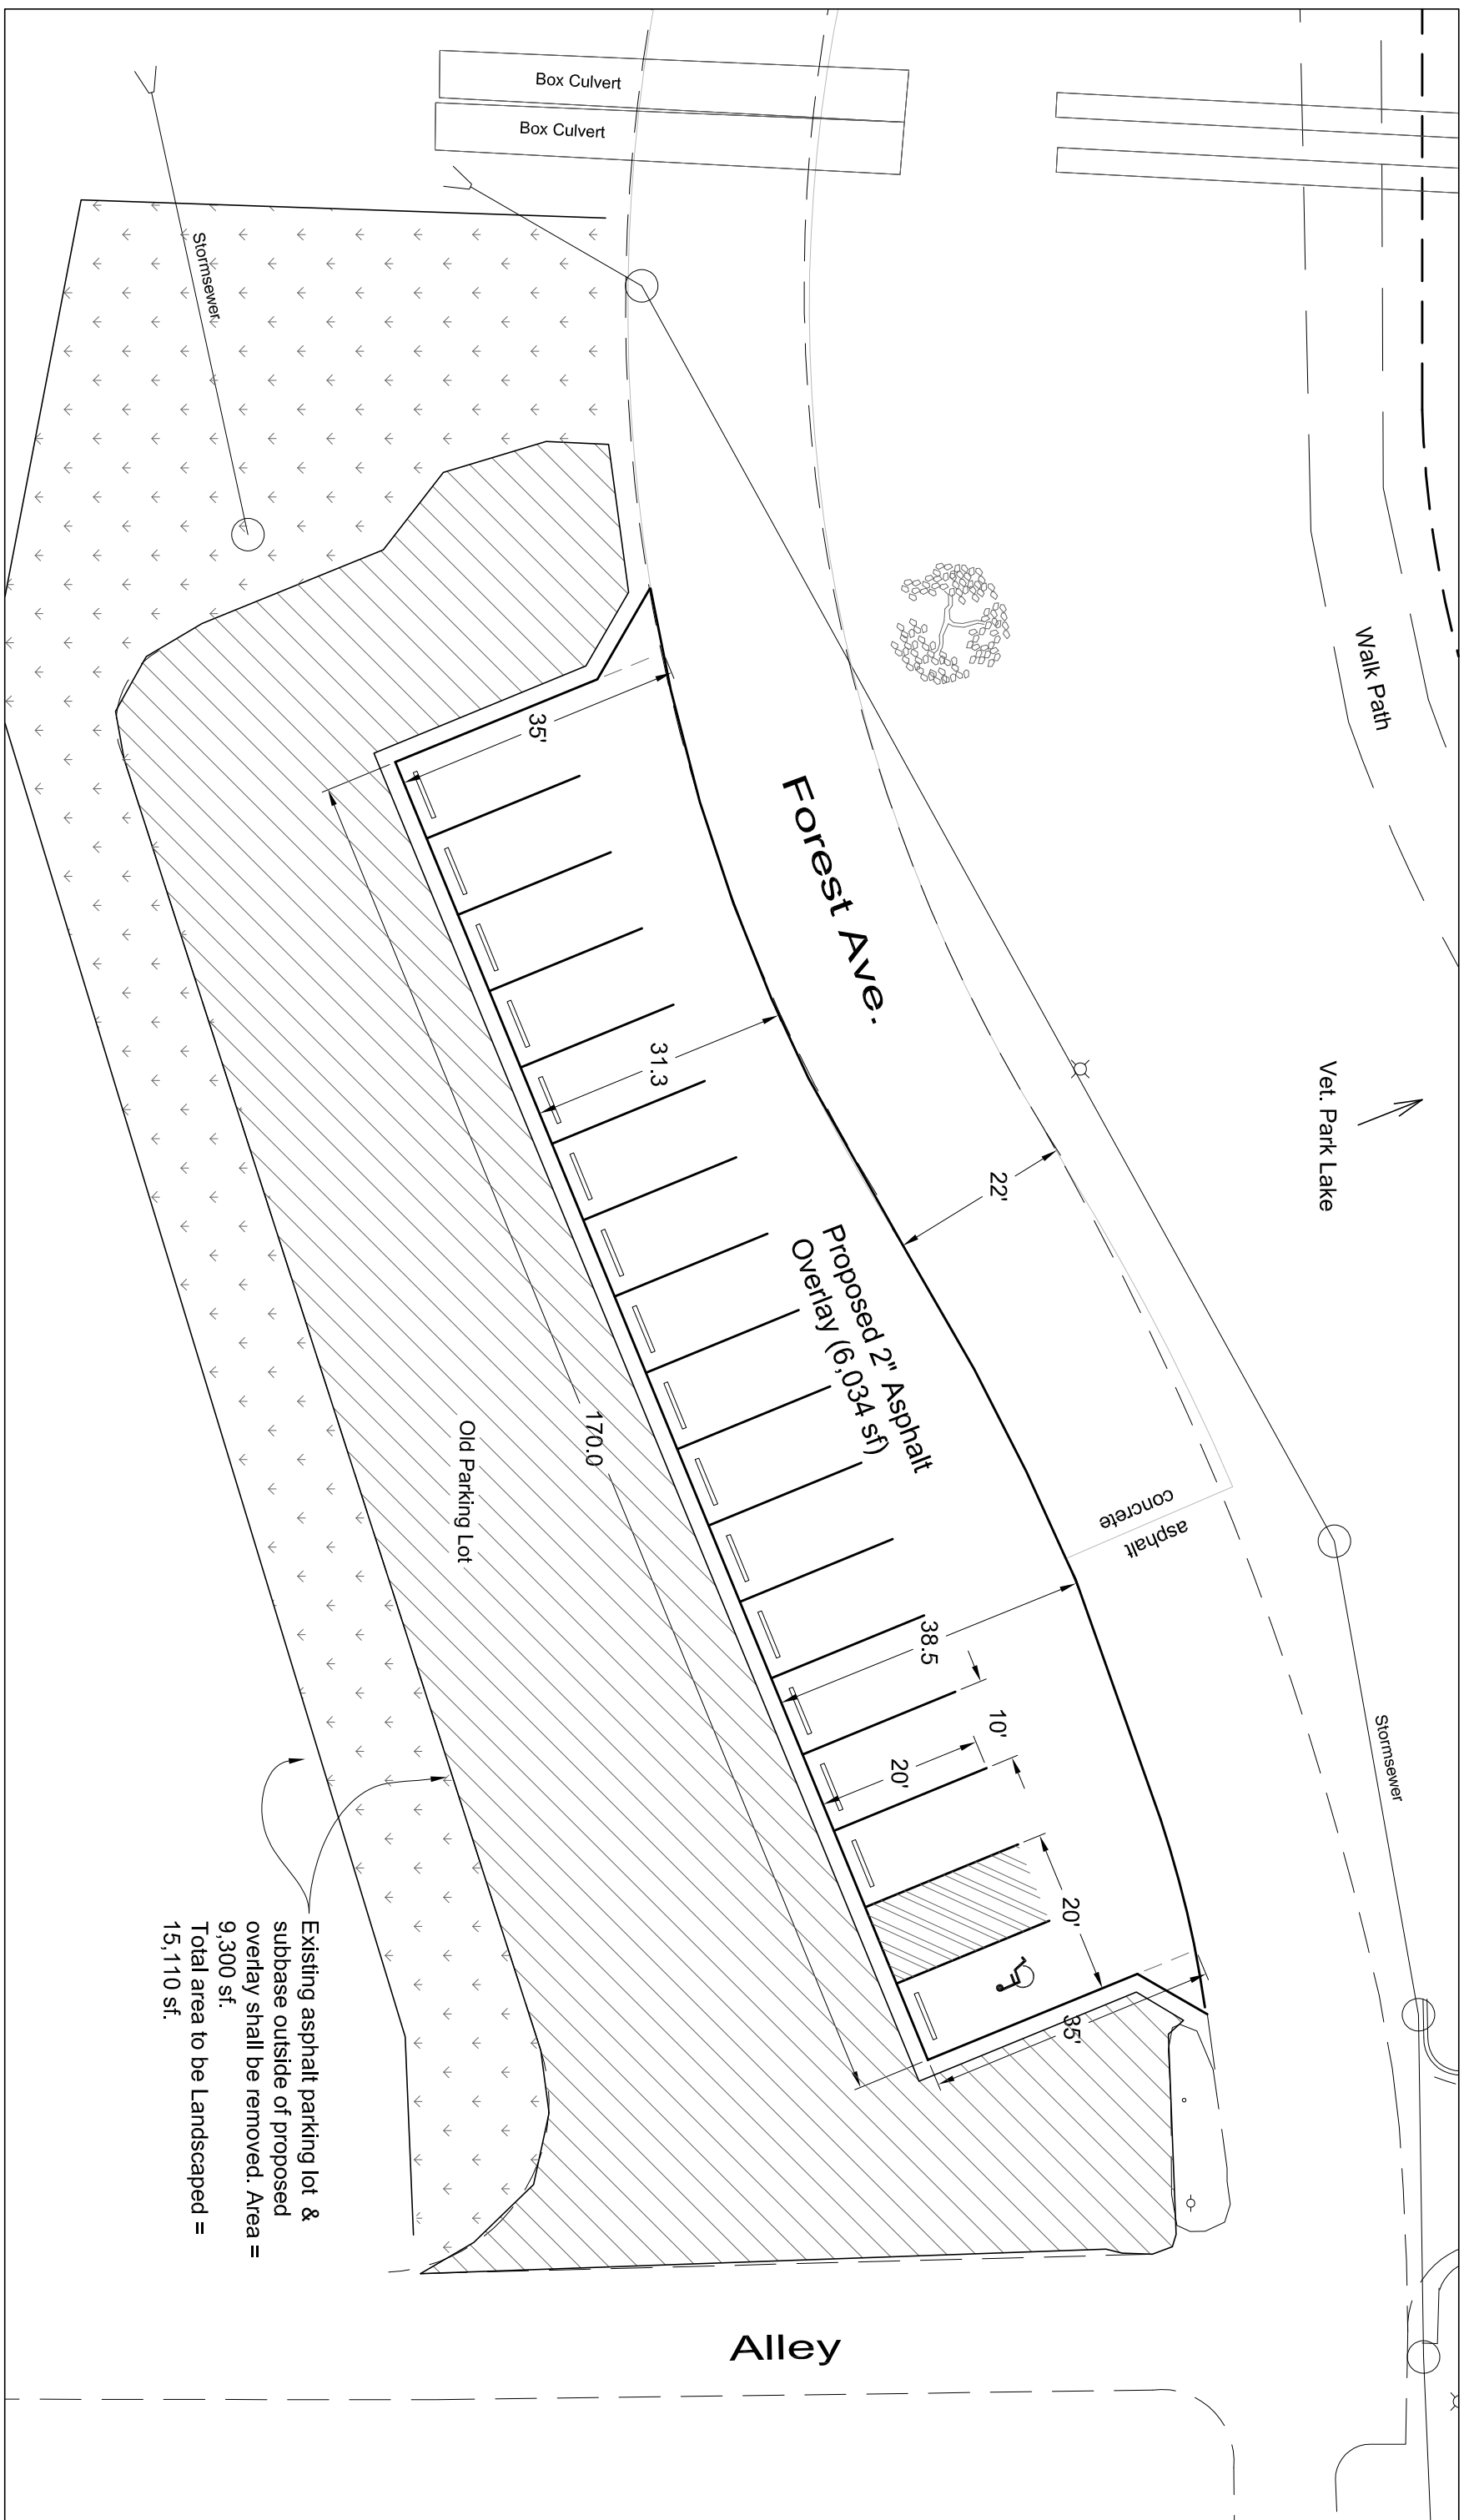 Box Culvert
Box Culvert
Stormsewer
Walk Path
Forest Ave.
Vet. Park Lake
35'
31.3
22'
Proposed 2" Asphalt
Overlay (6,034 sf)
170.0
Old Parking Lot
concrete
asphalt
38.5
10'
20'
20'
35'
Stormsewer
Existing asphalt parking lot &
subbase outside of proposed
overlay shall be removed. Area =
9,300 sf.
Total area to be Landscaped =
15,110 sf.
Alley